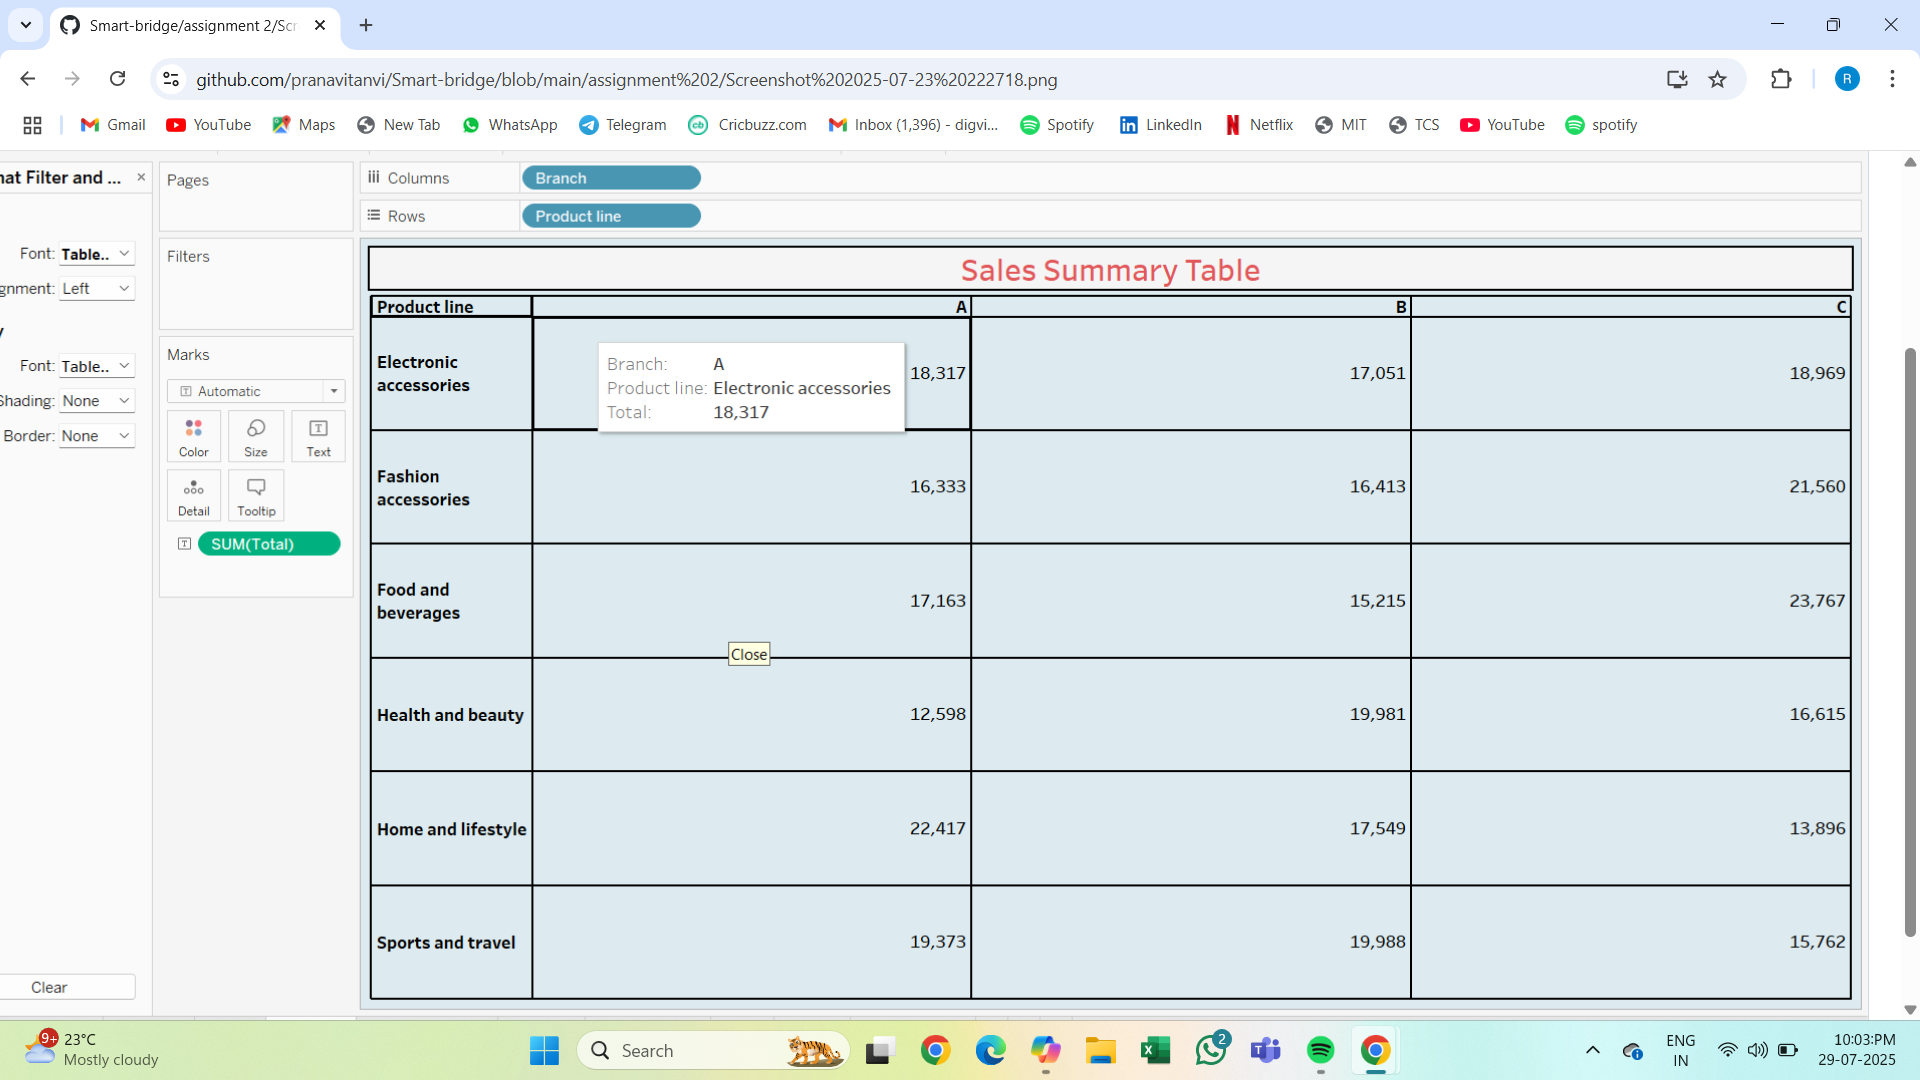 Smart-bridge/assignment 2/Scr
github.com/pranavitanvi/Smart-bridge/blob/main/assignment%202/Screenshot%202025-07-23%20222718.png
R
Gmail YouTube Maps New Tab WhatsApp Telegram Cricbuzz.com Inbox (1,396) - digvi... Spotify LinkedIn Netflix MIT TCS YouTube spotify
nat Filter and ...
Font: Table..
gnment: Left
Font: Table..
Shading: None
Border: None
Clear
Pages
Filters
Marks
Automatic
Color Size Text
Detail Tooltip
SUM(Total)
Columns Branch
Rows Product line
Sales Summary Table
Product line A B C
Electronic accessories 18,317 17,051 18,969
Branch: A
Product line: Electronic accessories
Total: 18,317
Fashion accessories 16,333 16,413 21,560
Food and beverages 17,163 15,215 23,767
Close
Health and beauty 12,598 19,981 16,615
Home and lifestyle 22,417 17,549 13,896
Sports and travel 19,373 19,988 15,762
9+
23°C
Mostly cloudy
Search
2
ENG
IN
10:03:PM
29-07-2025